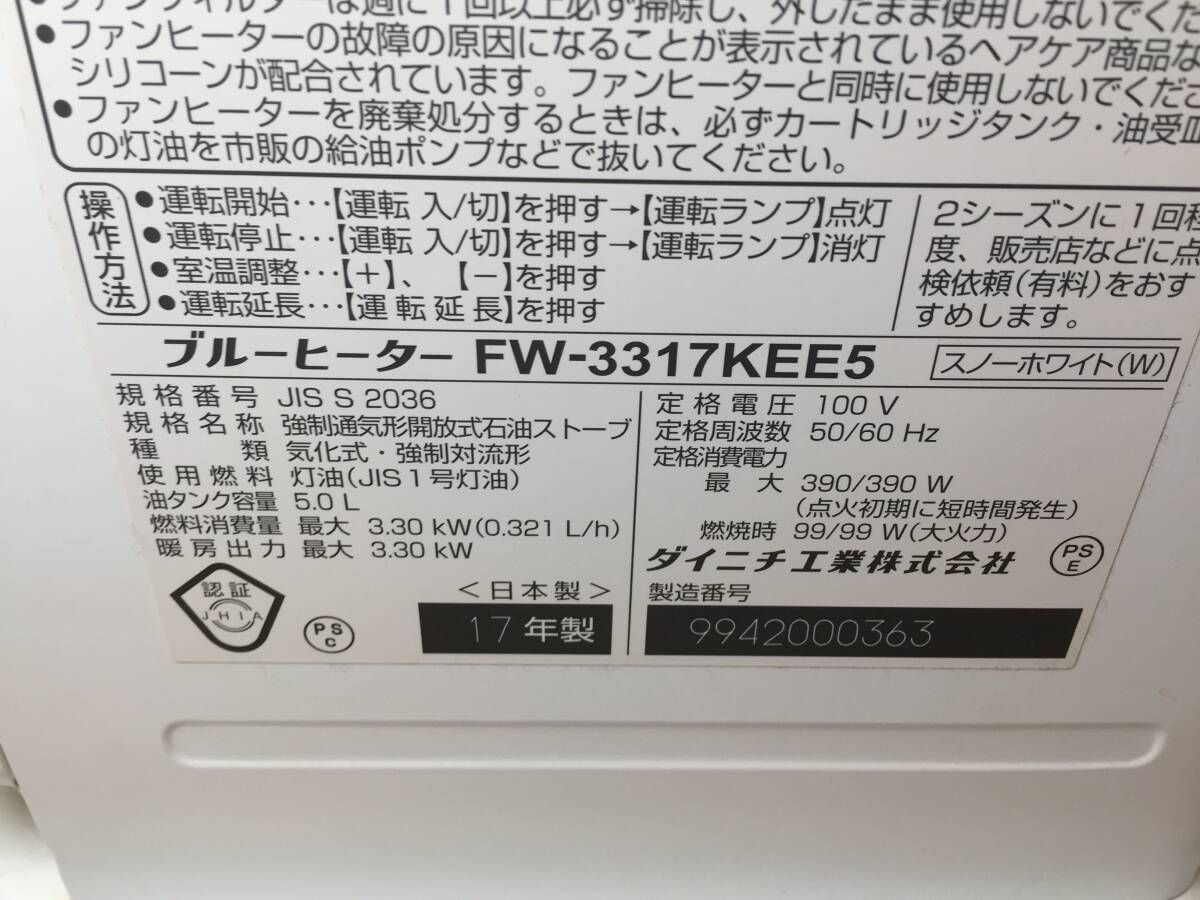 ファンフィルターは週に1回以上必ず掃除し、外したまま使用しないでくだ
●ファンヒーターの故障の原因になることが表示されているヘアケア商品な
シリコーンが配合されています。ファンヒーターと同時に使用しないでくださ
●ファンヒーターを廃棄処分するときは、必ずカートリッジタンク・油受皿
の灯油を市販の給油ポンプなどで抜いてください。
操作方法
●運転開始･･･【運転 入/切】を押す→【運転ランプ】点灯
●運転停止･･･【運転 入/切】を押す→【運転ランプ】消灯
●室温調整･･･【+】、【-】を押す
●運転延長･･･【運転延長】を押す
2シーズンに1回程
度、販売店などに点
検依頼(有料)をおす
すめします。
ブルーヒーター FW-3317KEE5 スノーホワイト(W)
規格番号 JIS S 2036
規格名称 強制通気形開放式石油ストーブ
種類 気化式・強制対流形
使用燃料 灯油(JIS1号灯油)
油タンク容量 5.0 L
燃料消費量 最大 3.30 kW(0.321 L/h)
暖房出力 最大 3.30 kW
定格電圧 100 V
定格周波数 50/60 Hz
定格消費電力
最大 390/390 W
(点火初期に短時間発生)
燃焼時 99/99 W(大火力)
ダイニチ工業株式会社
PS
E
認証
JHIA
PS
C
<日本製>
17年製
製造番号
9942000363